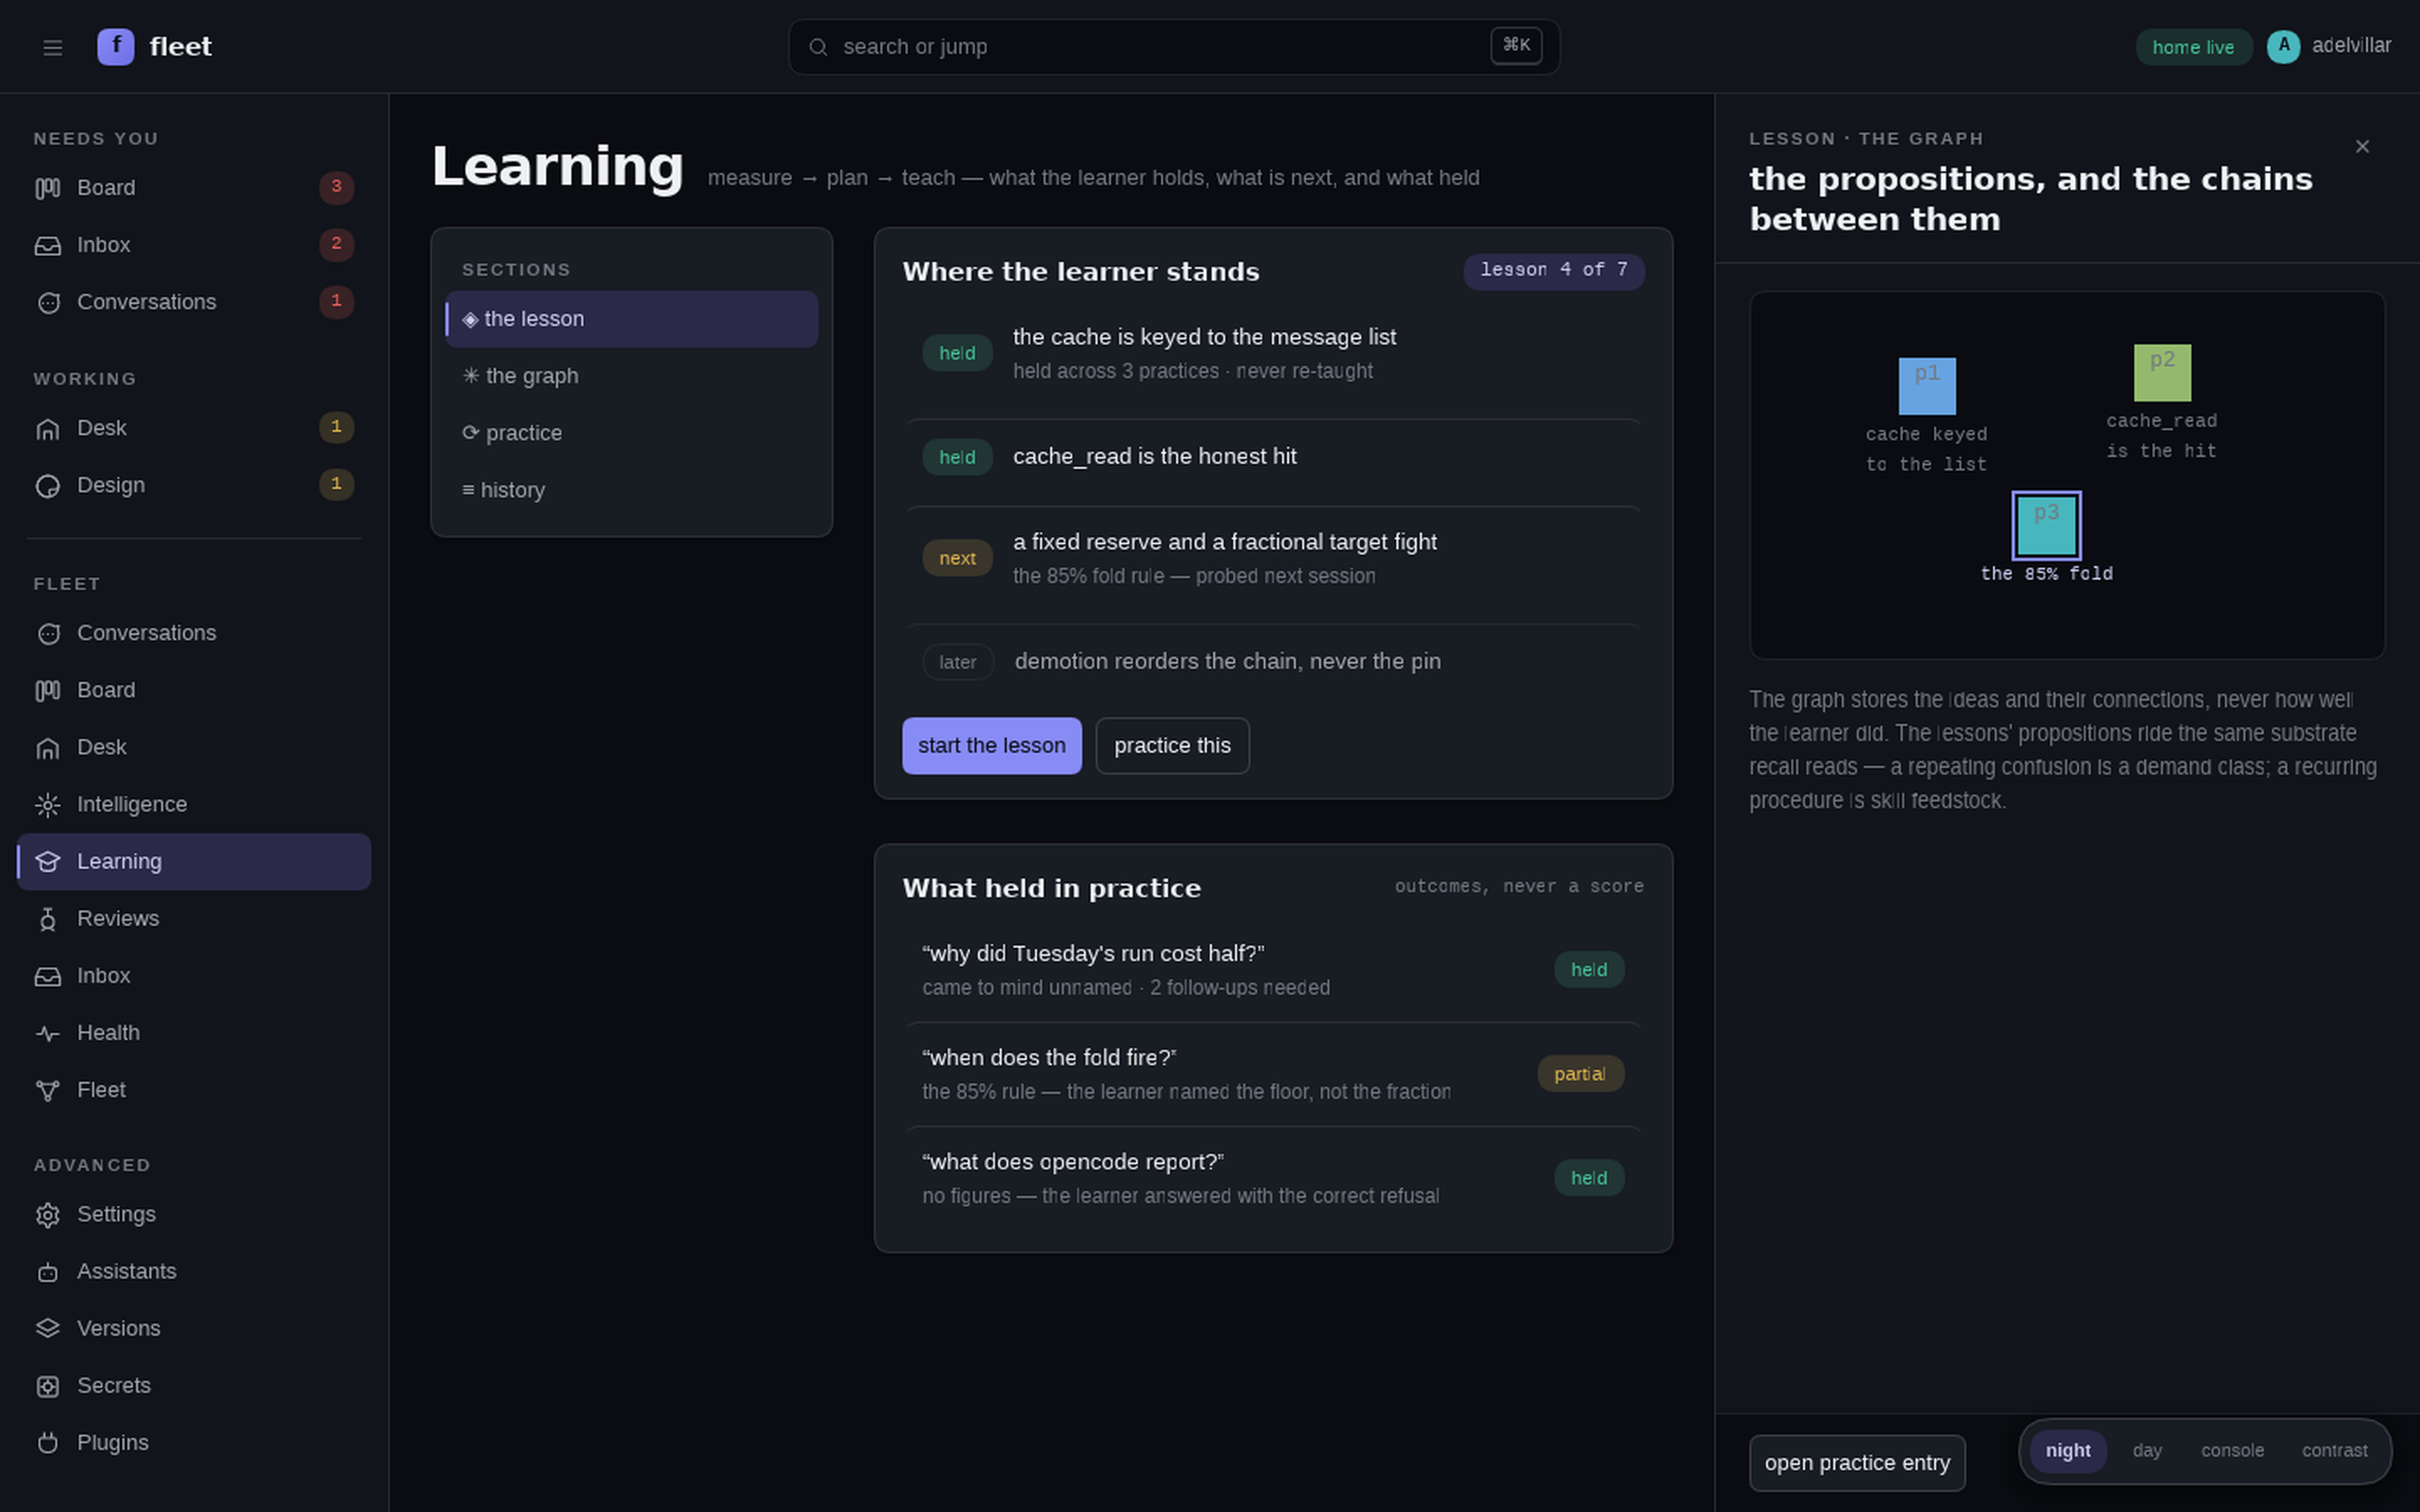 f fleet
search or jump ⌘K
home live A adelvillar
NEEDS YOU
Board 3
Inbox 2
Conversations 1
WORKING
Desk 1
Design 1
FLEET
Conversations
Board
Desk
Intelligence
Learning
Reviews
Inbox
Health
Fleet
ADVANCED
Settings
Assistants
Versions
Secrets
Plugins
Learning measure → plan → teach — what the learner holds, what is next, and what held
SECTIONS
◈ the lesson
✳ the graph
⟳ practice
≡ history
Where the learner stands lesson 4 of 7
held the cache is keyed to the message list
held across 3 practices · never re-taught
held cache_read is the honest hit
next a fixed reserve and a fractional target fight
the 85% fold rule — probed next session
later demotion reorders the chain, never the pin
start the lesson practice this
What held in practice outcomes, never a score
“why did Tuesday's run cost half?” held
came to mind unnamed · 2 follow-ups needed
“when does the fold fire?” partial
the 85% rule — the learner named the floor, not the fraction
“what does opencode report?” held
no figures — the learner answered with the correct refusal
LESSON · THE GRAPH ×
the propositions, and the chains
between them
p1
cache keyed
to the list
p2
cache_read
is the hit
p3
the 85% fold
The graph stores the ideas and their connections, never how well
the learner did. The lessons' propositions ride the same substrate
recall reads — a repeating confusion is a demand class; a recurring
procedure is skill feedstock.
open practice entry
night day console contrast